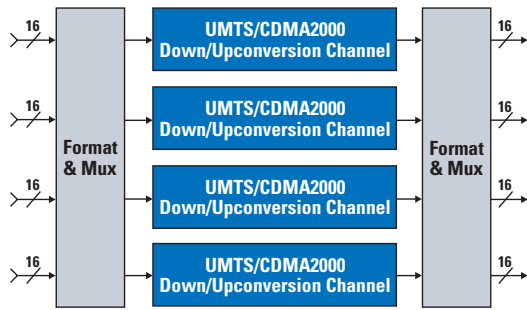 16
UMTS/CDMA2000
Down/Upconversion Channel
16
16
UMTS/CDMA2000
Down/Upconversion Channel
16
Format
& Mux
Format
& Mux
16
UMTS/CDMA2000
Down/Upconversion Channel
16
16
UMTS/CDMA2000
Down/Upconversion Channel
16